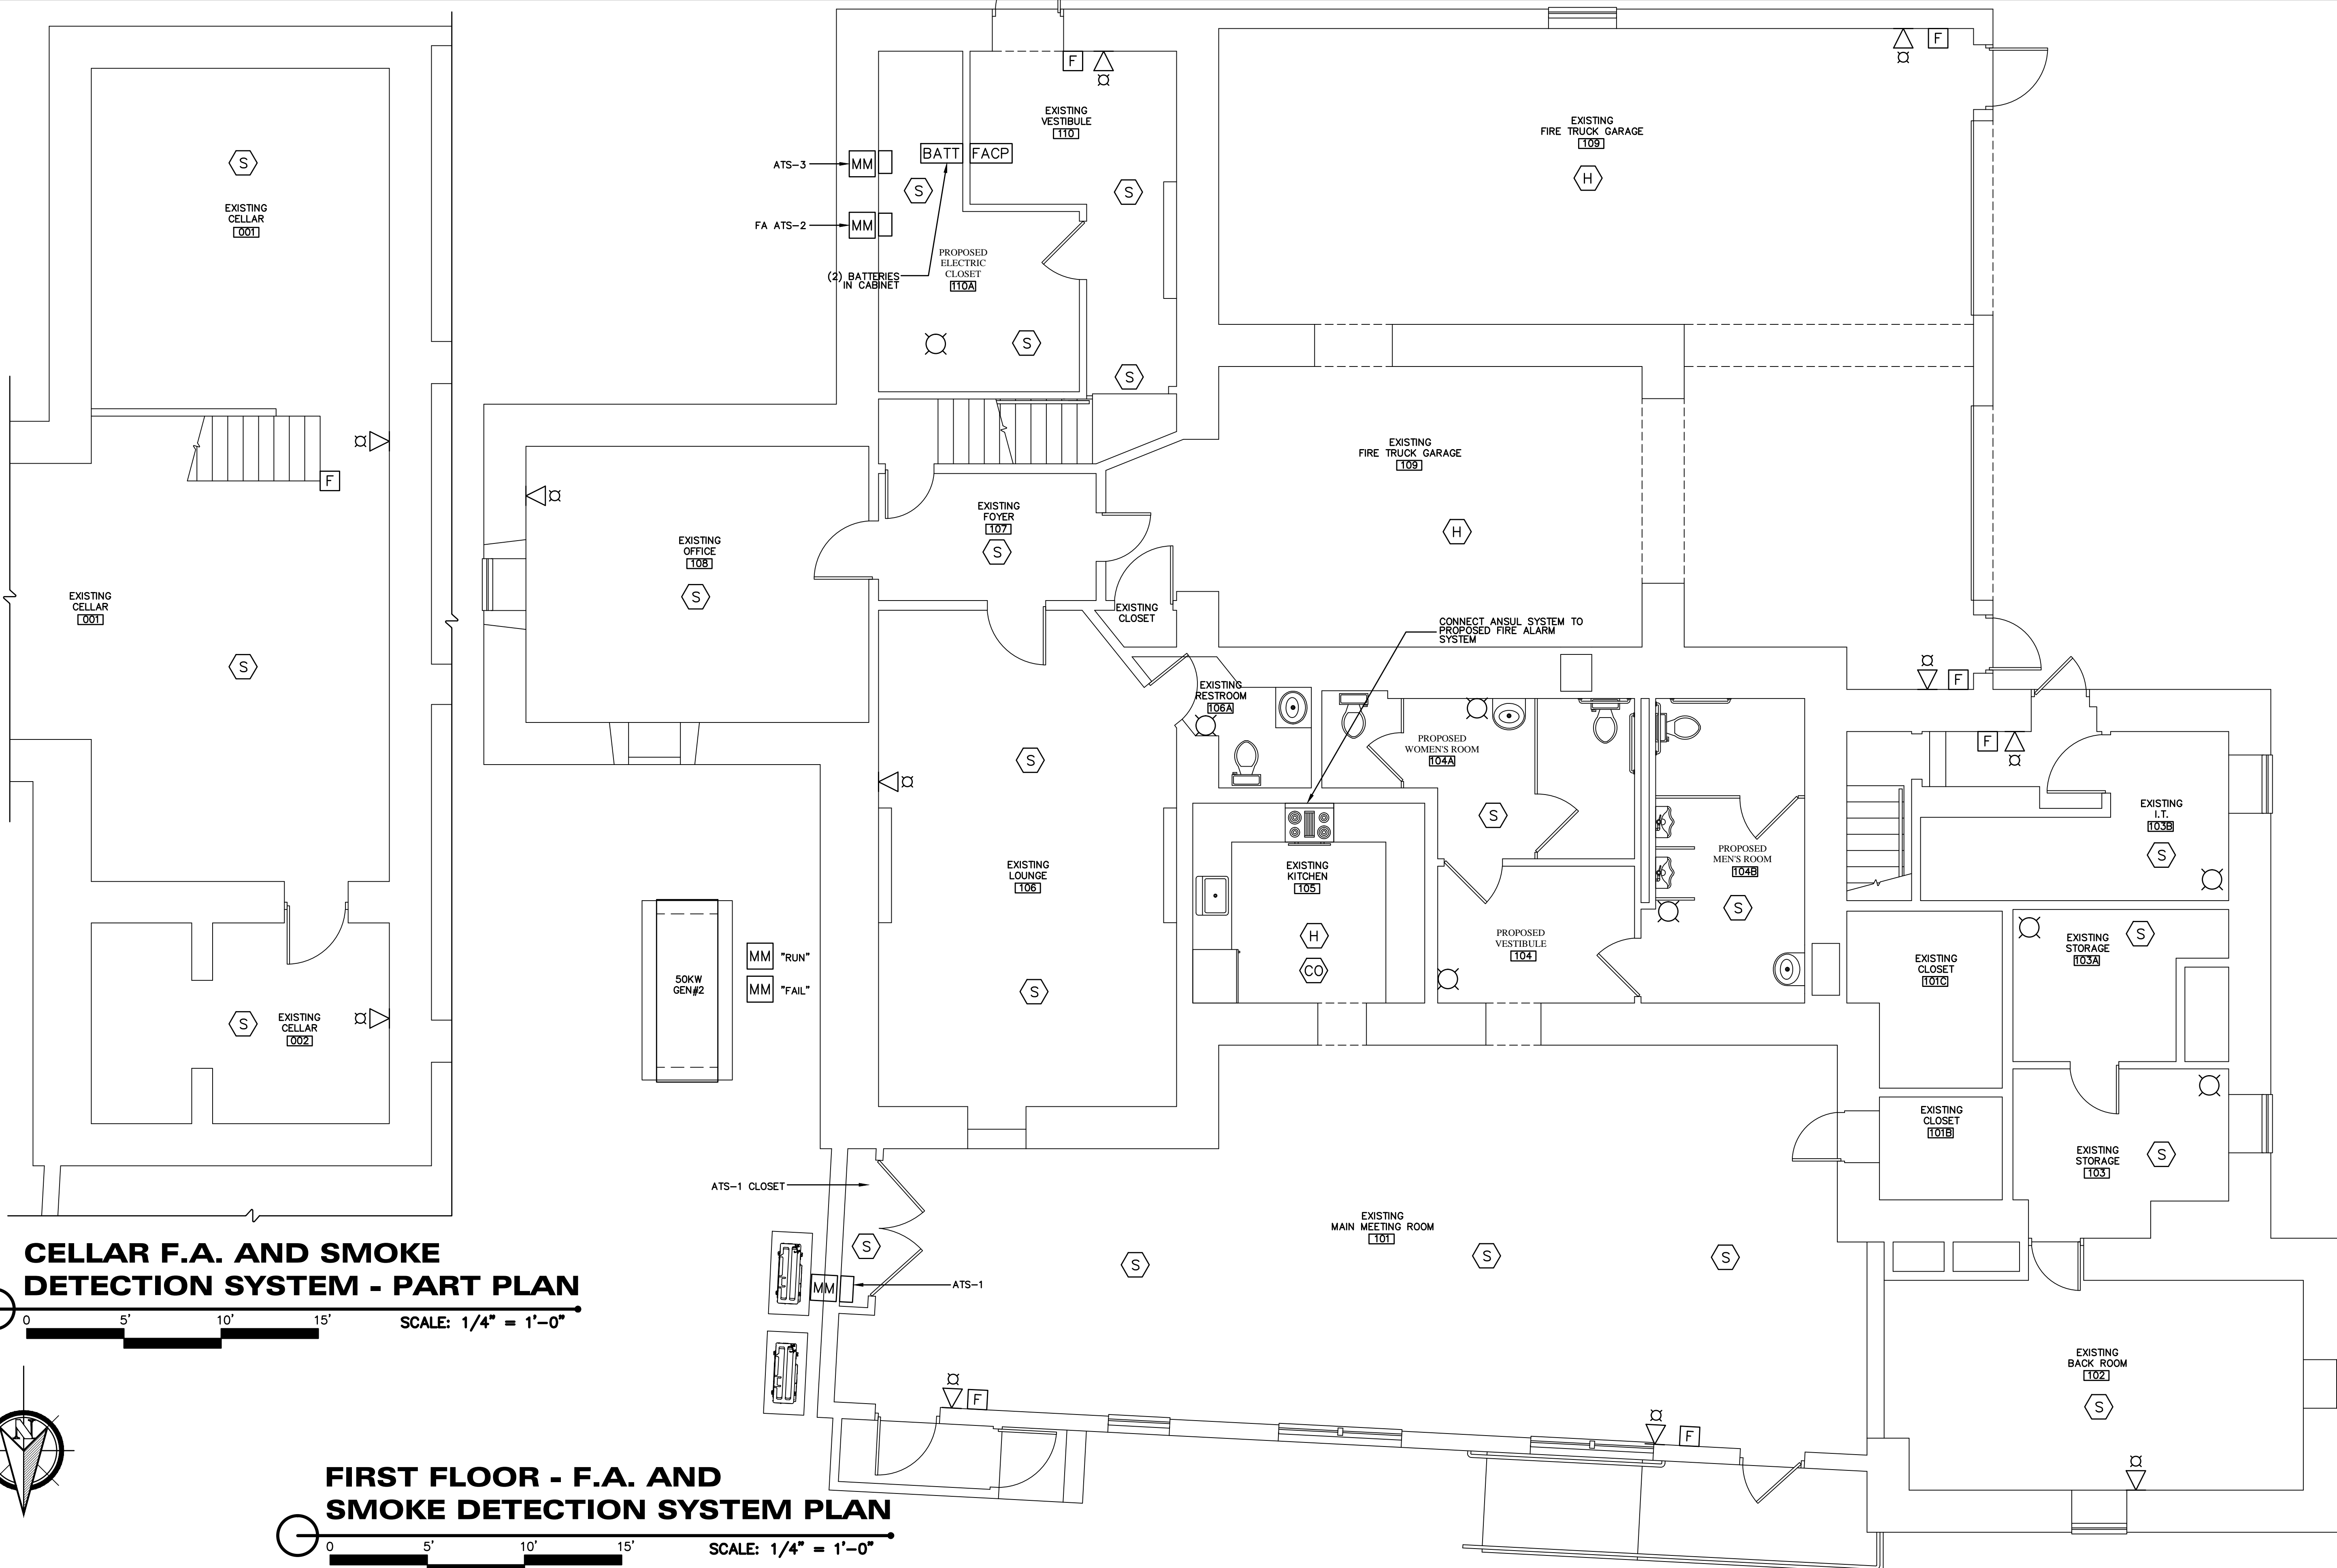 S
EXISTING
CELLAR
001
F
EXISTING
CELLAR
001
S
S
EXISTING
CELLAR
002
CELLAR F.A. AND SMOKE
DETECTION SYSTEM - PART PLAN
0 5' 10' 15'
SCALE: 1/4" = 1'-0"
N
F
EXISTING
VESTIBULE
110
ATS-3
MM
BATT
FACP
S
S
FA ATS-2
MM
(2) BATTERIES
IN CABINET
PROPOSED
ELECTRIC
CLOSET
110A
S
S
F
EXISTING
FIRE TRUCK GARAGE
109
H
EXISTING
FIRE TRUCK GARAGE
109
H
F
EXISTING
OFFICE
108
S
EXISTING
FOYER
107
S
EXISTING
CLOSET
CONNECT ANSUL SYSTEM TO
PROPOSED FIRE ALARM
SYSTEM
EXISTING
RESTROOM
106A
S
EXISTING
LOUNGE
106
S
PROPOSED
WOMEN'S ROOM
104A
S
EXISTING
KITCHEN
105
H
CO
PROPOSED
VESTIBULE
104
PROPOSED
MEN'S ROOM
104B
S
F
EXISTING
I.T.
103B
S
EXISTING
CLOSET
101C
EXISTING
STORAGE
103A
S
EXISTING
CLOSET
101B
EXISTING
STORAGE
103
S
50KW
GEN#2
MM "RUN"
MM "FAIL"
ATS-1 CLOSET
S
MM
ATS-1
EXISTING
MAIN MEETING ROOM
101
S
S
S
F
F
EXISTING
BACK ROOM
102
S
FIRST FLOOR - F.A. AND
SMOKE DETECTION SYSTEM PLAN
0 5' 10' 15'
SCALE: 1/4" = 1'-0"